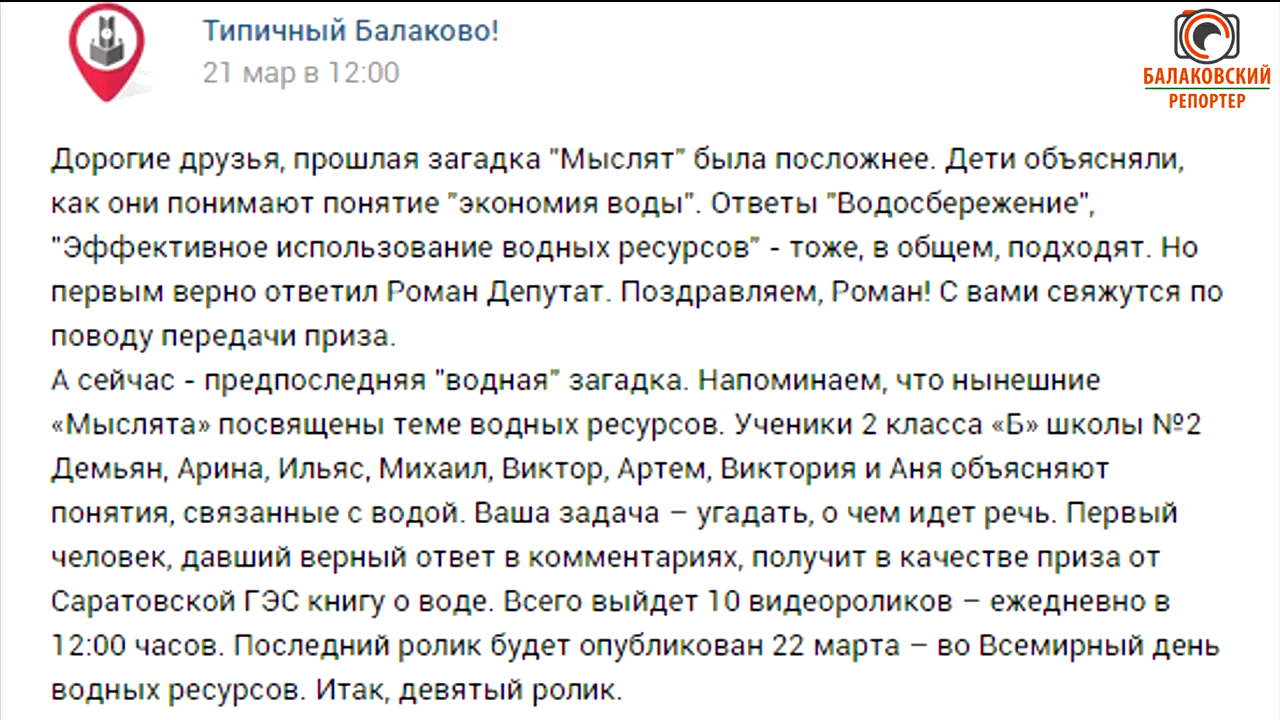 Типичный Балаково!
21 мар в 12:00
БАЛАКОВСКИЙ
РЕПОРТЕР
Дорогие друзья, прошлая загадка "Мыслят" была посложнее. Дети объясняли,
как они понимают понятие "экономия воды". Ответы "Водосбережение",
"Эффективное использование водных ресурсов" - тоже, в общем, подходят. Но
первым верно ответил Роман Депутат. Поздравляем, Роман! С вами свяжутся по
поводу передачи приза.
А сейчас - предпоследняя "водная" загадка. Напоминаем, что нынешние
«Мыслята» посвящены теме водных ресурсов. Ученики 2 класса «Б» школы №2
Демьян, Арина, Ильяс, Михаил, Виктор, Артем, Виктория и Аня объясняют
понятия, связанные с водой. Ваша задача – угадать, о чем идет речь. Первый
человек, давший верный ответ в комментариях, получит в качестве приза от
Саратовской ГЭС книгу о воде. Всего выйдет 10 видеороликов – ежедневно в
12:00 часов. Последний ролик будет опубликован 22 марта – во Всемирный день
водных ресурсов. Итак, девятый ролик.